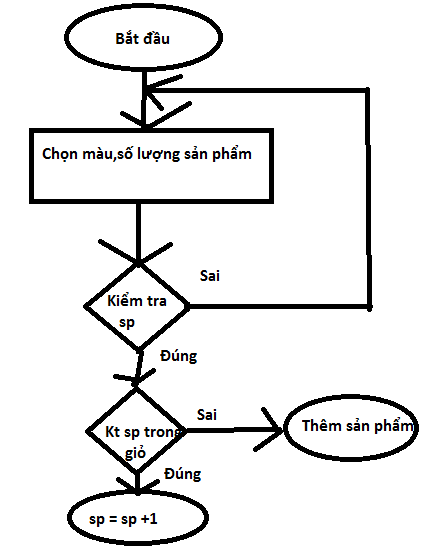 Bắt đầu
Chọn màu,số lượng sản phẩm
Sai
Kiểm tra
sp
Đúng
Sai
Thêm sản phẩm
Kt sp trong
giỏ
Đúng
sp = sp +1